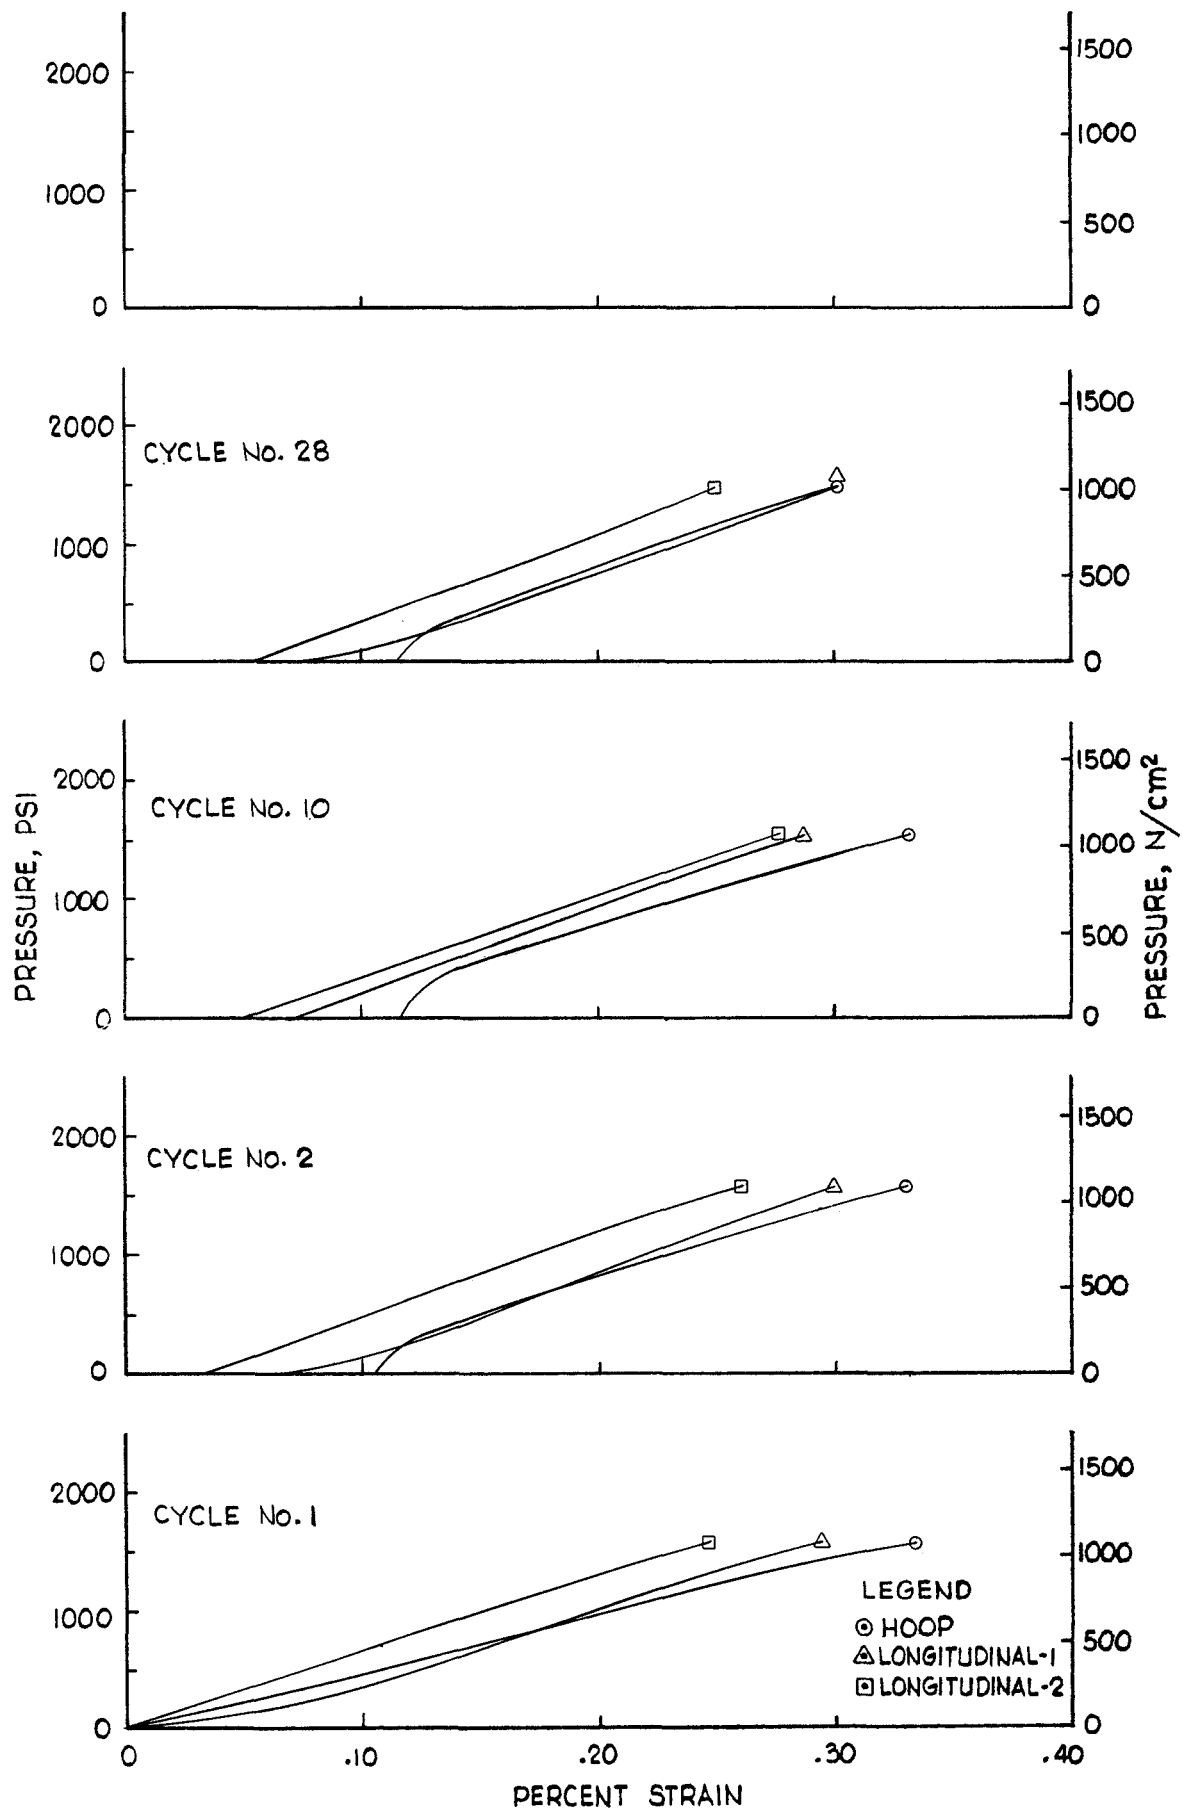 2000
1000
0
1500
1000
500
0
CYCLE No. 28
2000
1000
0
1500
1000
500
0
CYCLE No. 10
2000
1000
0
1500
1000
500
0
PRESSURE, PSI
PRESSURE, N/cm²
CYCLE No. 2
2000
1000
0
1500
1000
500
0
CYCLE No. 1
2000
1000
0
1500
1000
500
0
LEGEND
HOOP
LONGITUDINAL-1
LONGITUDINAL-2
0 .10 .20 .30 .40
PERCENT STRAIN